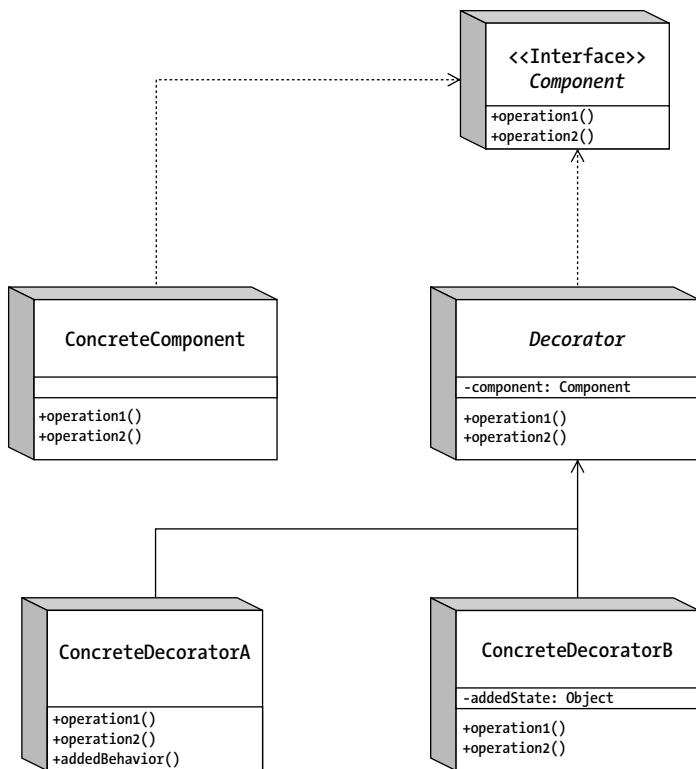 <<Interface>>
Component
+operation1()
+operation2()
ConcreteComponent
+operation1()
+operation2()
Decorator
-component: Component
+operation1()
+operation2()
ConcreteDecoratorA
+operation1()
+operation2()
+addedBehavior()
ConcreteDecoratorB
-addedState: Object
+operation1()
+operation2()